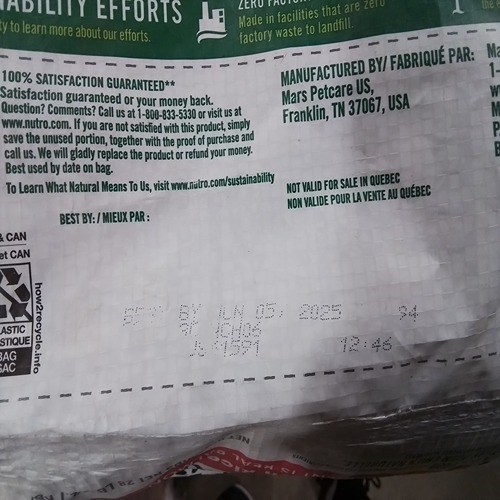 ABILITY EFFORTS
ty to learn more about our efforts.
Made in facilities that are zero
factory waste to landfill.
100% SATISFACTION GUARANTEED**
Satisfaction guaranteed or your money back.
Question? Comments? Call us at 1-800-833-5330 or visit us at
www.nutro.com. If you are not satisfied with this product, simply
save the unused portion, together with the proof of purchase and
call us. We will gladly replace the product or refund your money.
Best used by date on bag.
To Learn What Natural Means To Us, visit www.nutro.com/sustainability
MANUFACTURED BY/ FABRIQUÉ PAR:
Mars Petcare US,
Franklin, TN 37067, USA
NOT VALID FOR SALE IN QUEBEC
NON VALIDE POUR LA VENTE AU QUÉBEC
BEST BY: / MIEUX PAR :
& CAN
et CAN
how2recycle.info
ASTIC
STIQUE
BAG
SAC
BY JUN 05, 2025 94
12:46